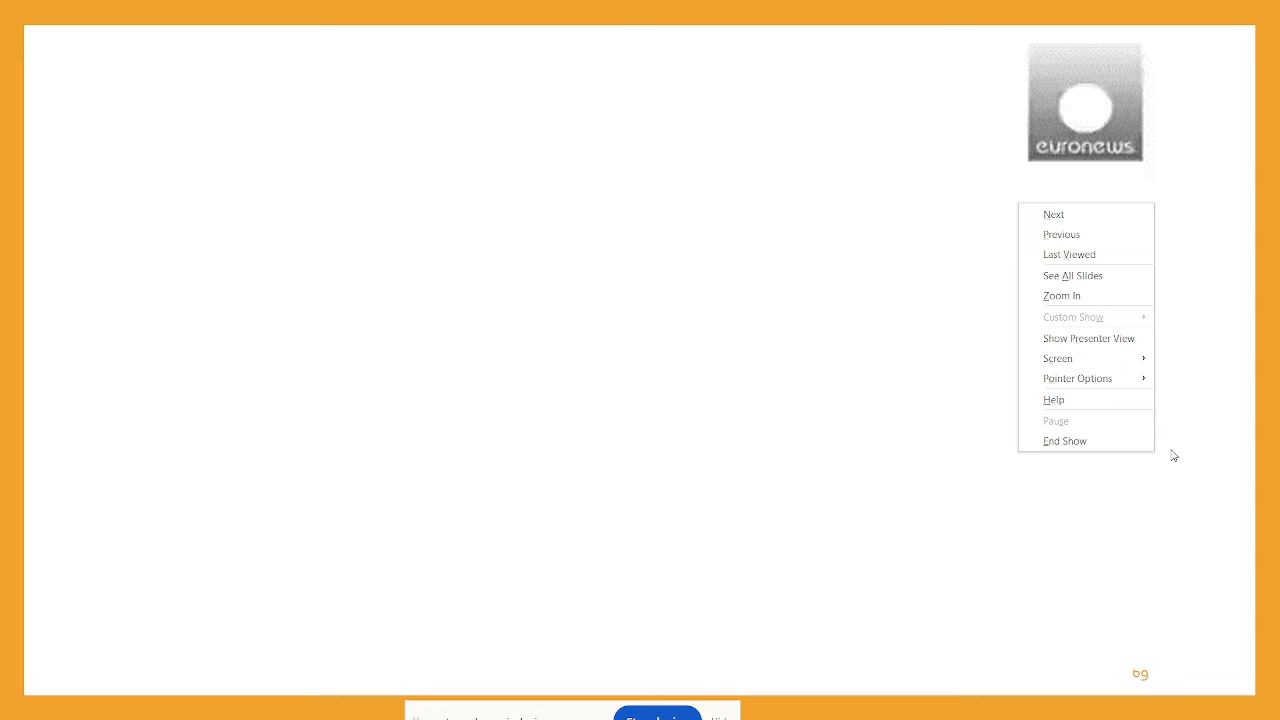 euronews
Next
Previous
Last Viewed
See All Slides
Zoom In
Custom Show
Show Presenter View
Screen
Pointer Options
Help
Pause
End Show